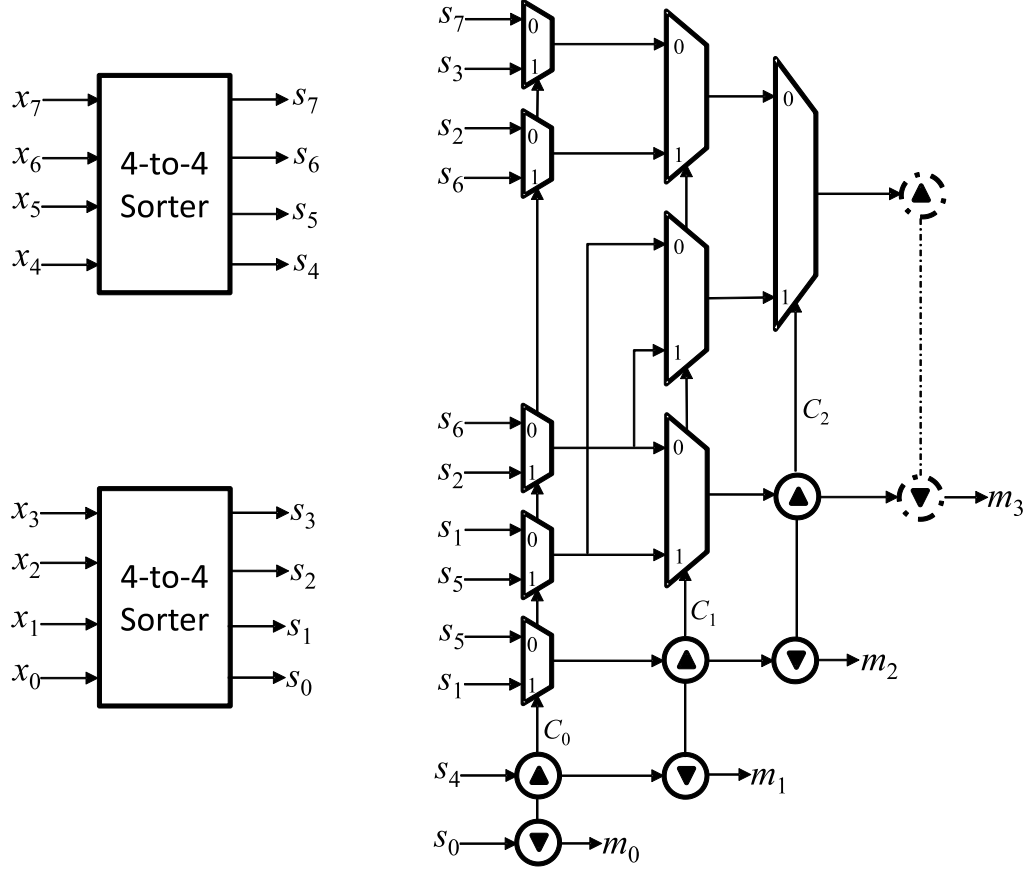 x₇
x₆
x₅
x₄
4-to-4
Sorter
s₇
s₆
s₅
s₄
x₃
x₂
x₁
x₀
4-to-4
Sorter
s₃
s₂
s₁
s₀
s₇ 0
s₃ 1
s₂ 0
s₆ 1
s₆ 0
s₂ 1
s₁ 0
s₅ 1
s₅ 0
s₁ 1
C₀
s₄
s₀
m₀
0
1
0
1
0
1
C₁
m₁
0
1
C₂
m₂
m₃